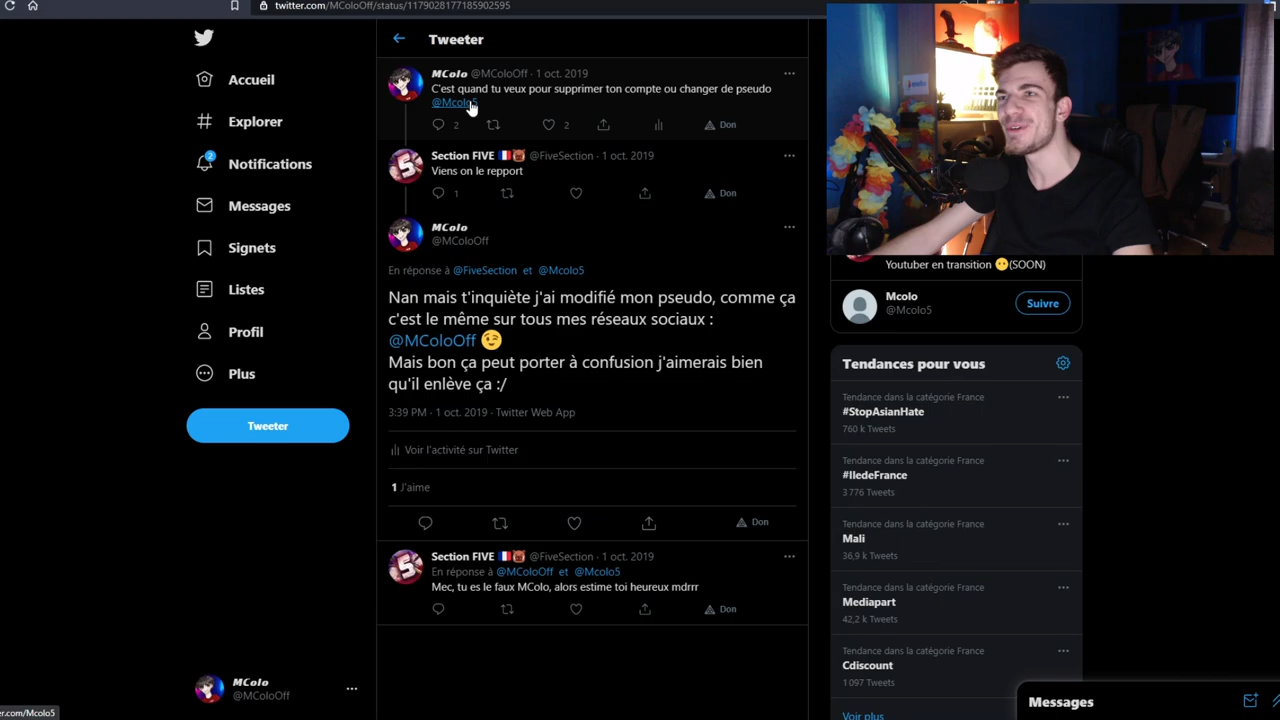 twitter.com/MColoOff/status/1179028177185902595
Accueil
Explorer
2
Notifications
Messages
Signets
Listes
Profil
Plus
Tweeter
MColo
@MColoOff
Tweeter
MColo @MColoOff · 1 oct. 2019
C'est quand tu veux pour supprimer ton compte ou changer de pseudo
@Mcolo5
2 2 Don
Section FIVE 🇫🇷👹 @FiveSection · 1 oct. 2019
Viens on le repport
1 Don
MColo
@MColoOff
En réponse à @FiveSection et @Mcolo5
Nan mais t'inquiète j'ai modifié mon pseudo, comme ça
c'est le même sur tous mes réseaux sociaux :
@MColoOff 😉
Mais bon ça peut porter à confusion j'aimerais bien
qu'il enlève ça :/
3:39 PM · 1 oct. 2019 · Twitter Web App
Voir l'activité sur Twitter
1 J'aime
Don
Section FIVE 🇫🇷👹 @FiveSection · 1 oct. 2019
En réponse à @MColoOff et @Mcolo5
Mec, tu es le faux MColo, alors estime toi heureux mdrrr
Don
Youtuber en transition 😶(SOON)
Mcolo
@Mcolo5
Suivre
Tendances pour vous
Tendance dans la catégorie France
#StopAsianHate
760 k Tweets
Tendance dans la catégorie France
#IledeFrance
3 776 Tweets
Tendance dans la catégorie France
Mali
36,9 k Tweets
Tendance dans la catégorie France
Mediapart
42,2 k Tweets
Tendance dans la catégorie France
Cdiscount
1 097 Tweets
Voir plus
Messages
er.com/Mcolo5